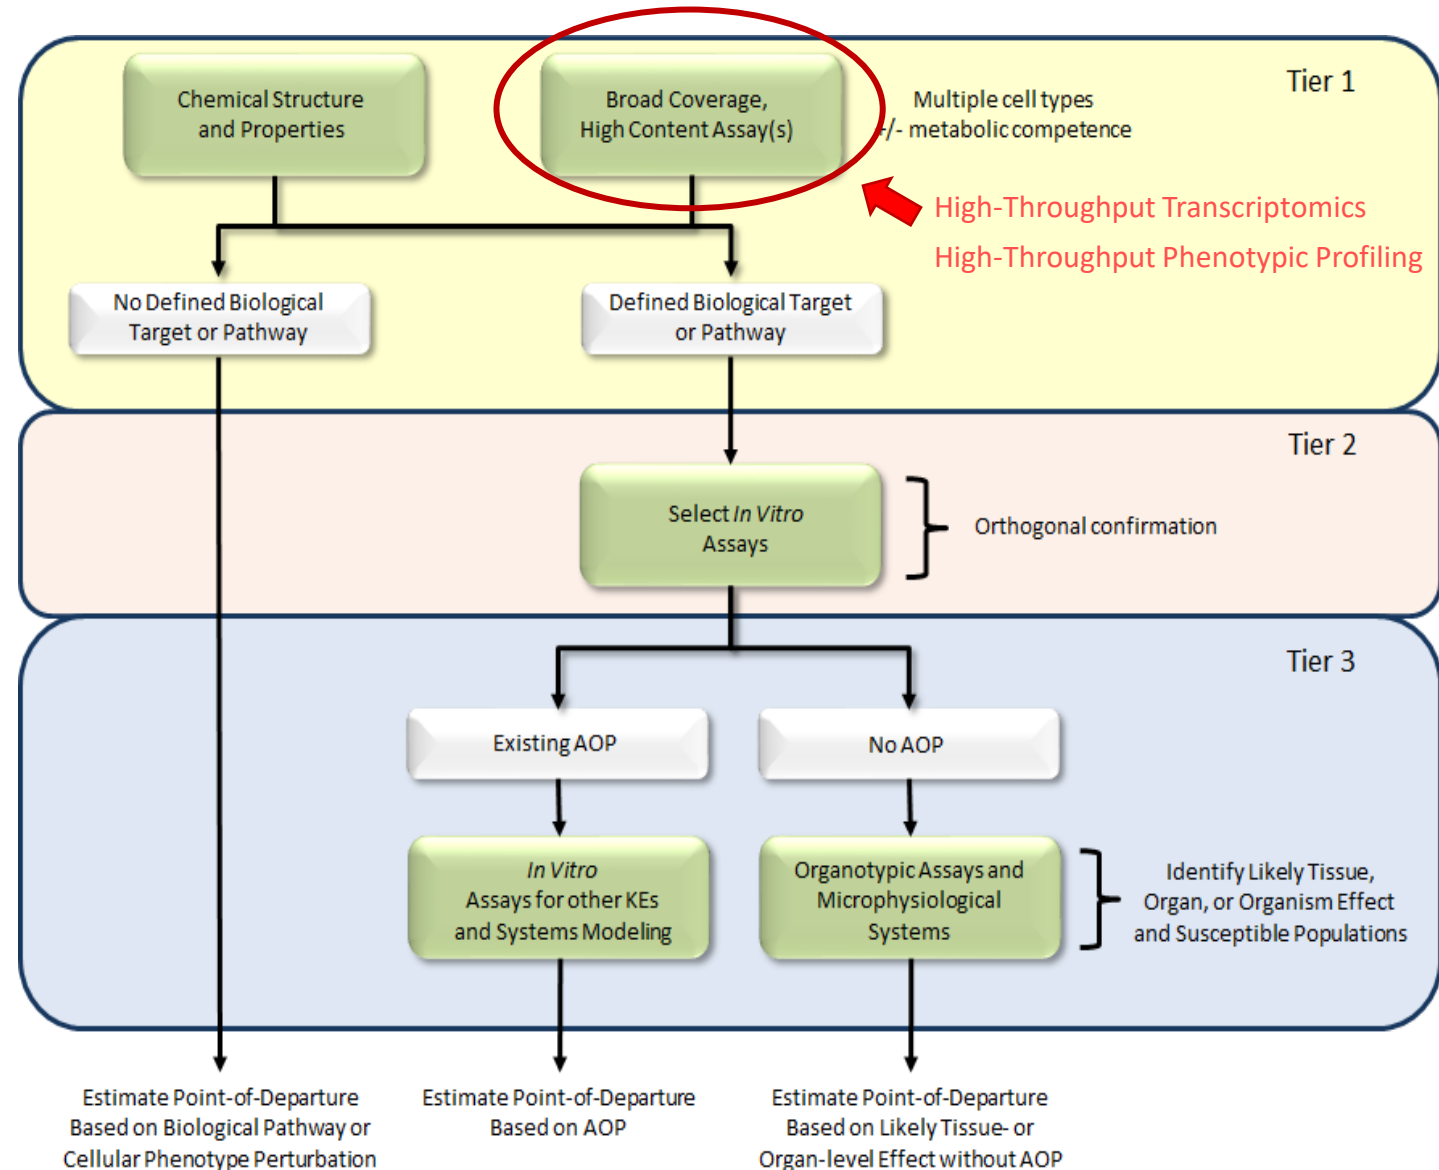 Tier 1
Chemical Structure
and Properties
Broad Coverage,
High Content Assay(s)
Multiple cell types
+/- metabolic competence
High-Throughput Transcriptomics
High-Throughput Phenotypic Profiling
No Defined Biological
Target or Pathway
Defined Biological Target
or Pathway
Tier 2
Select In Vitro
Assays
Orthogonal confirmation
Tier 3
Existing AOP
No AOP
In Vitro
Assays for other KEs
and Systems Modeling
Organotypic Assays and
Microphysiological
Systems
Identify Likely Tissue,
Organ, or Organism Effect
and Susceptible Populations
Estimate Point-of-Departure
Based on Biological Pathway or
Cellular Phenotype Perturbation
Estimate Point-of-Departure
Based on AOP
Estimate Point-of-Departure
Based on Likely Tissue- or
Organ-level Effect without AOP